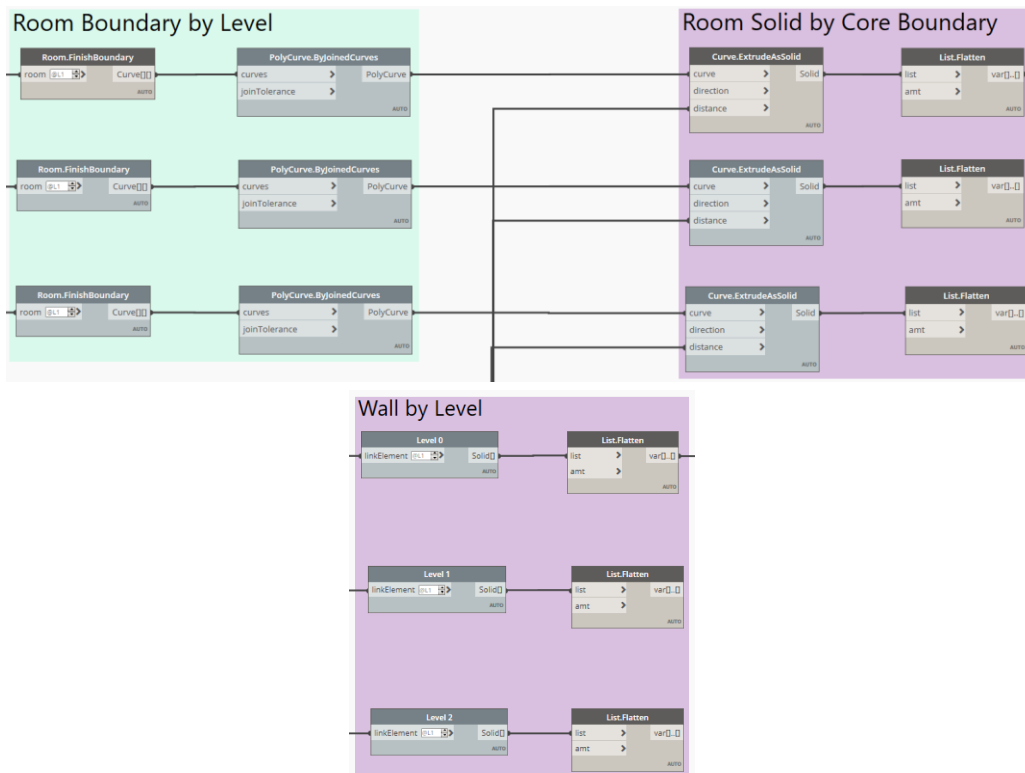 Room Boundary by Level
Room.FinishBoundary
room @L1 Curve[][]
AUTO
PolyCurve.ByJoinedCurves
curves PolyCurve
joinTolerance
AUTO
Room.FinishBoundary
room @L1 Curve[][]
AUTO
PolyCurve.ByJoinedCurves
curves PolyCurve
joinTolerance
AUTO
Room.FinishBoundary
room @L1 Curve[][]
AUTO
PolyCurve.ByJoinedCurves
curves PolyCurve
joinTolerance
AUTO
Room Solid by Core Boundary
Curve.ExtrudeAsSolid
curve Solid
direction
distance
AUTO
List.Flatten
list var[]..[]
amt
AUTO
Curve.ExtrudeAsSolid
curve Solid
direction
distance
AUTO
List.Flatten
list var[]..[]
amt
AUTO
Curve.ExtrudeAsSolid
curve Solid
direction
distance
AUTO
List.Flatten
list var[]..[]
amt
AUTO
Wall by Level
Level 0
linkElement @L1 Solid[]
AUTO
List.Flatten
list var[]..[]
amt
AUTO
Level 1
linkElement @L1 Solid[]
AUTO
List.Flatten
list var[]..[]
amt
AUTO
Level 2
linkElement @L1 Solid[]
AUTO
List.Flatten
list var[]..[]
amt
AUTO